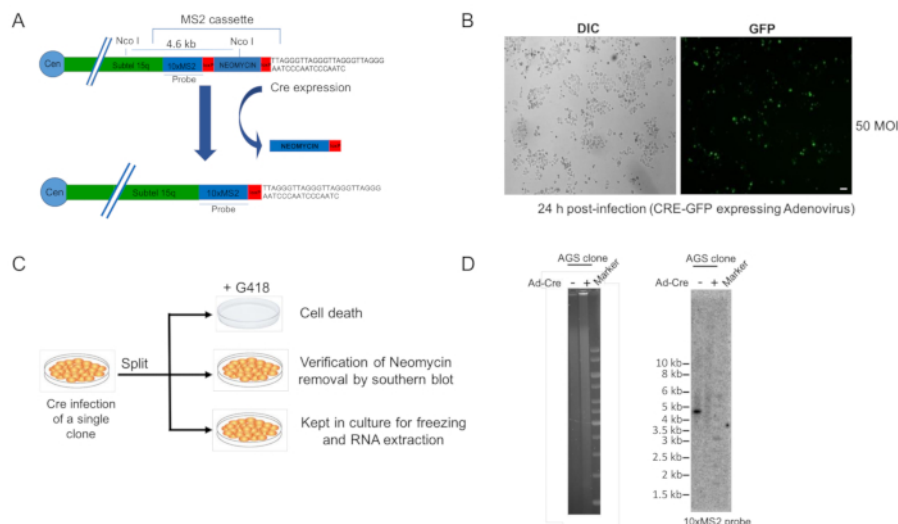 A
MS2 cassette
Nco I
4.6 kb
Nco I
Cen
Subtel 15q
10xMS2
NEOMYCIN
TTAGGGTTAGGGTTAGGGTTAGGG
AATCCCAATCCCAATC
Probe
Cre expression
NEOMYCIN
Cen
Subtel 15q
10xMS2
TTAGGGTTAGGGTTAGGGTTAGGG
AATCCCAATCCCAATC
Probe
B
DIC
GFP
50 MOI
24 h post-infection (CRE-GFP expressing Adenovirus)
C
+ G418
Cell death
Split
Verification of Neomycin
removal by southern blot
Cre infection
of a single
clone
Kept in culture for freezing
and RNA extraction
D
AGS clone
Ad-Cre
- + Marker
AGS clone
Ad-Cre
- + Marker
10 kb
8 kb
6 kb
5 kb
4 kb
3.5 kb
3 kb
2.5 kb
2 kb
1.5 kb
10xMS2 probe